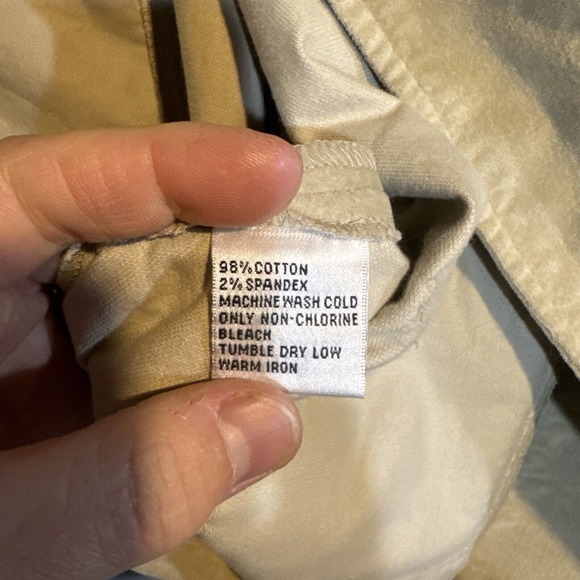 98% COTTON
2% SPANDEX
MACHINE WASH COLD
ONLY NON-CHLORINE
BLEACH
TUMBLE DRY LOW
WARM IRON